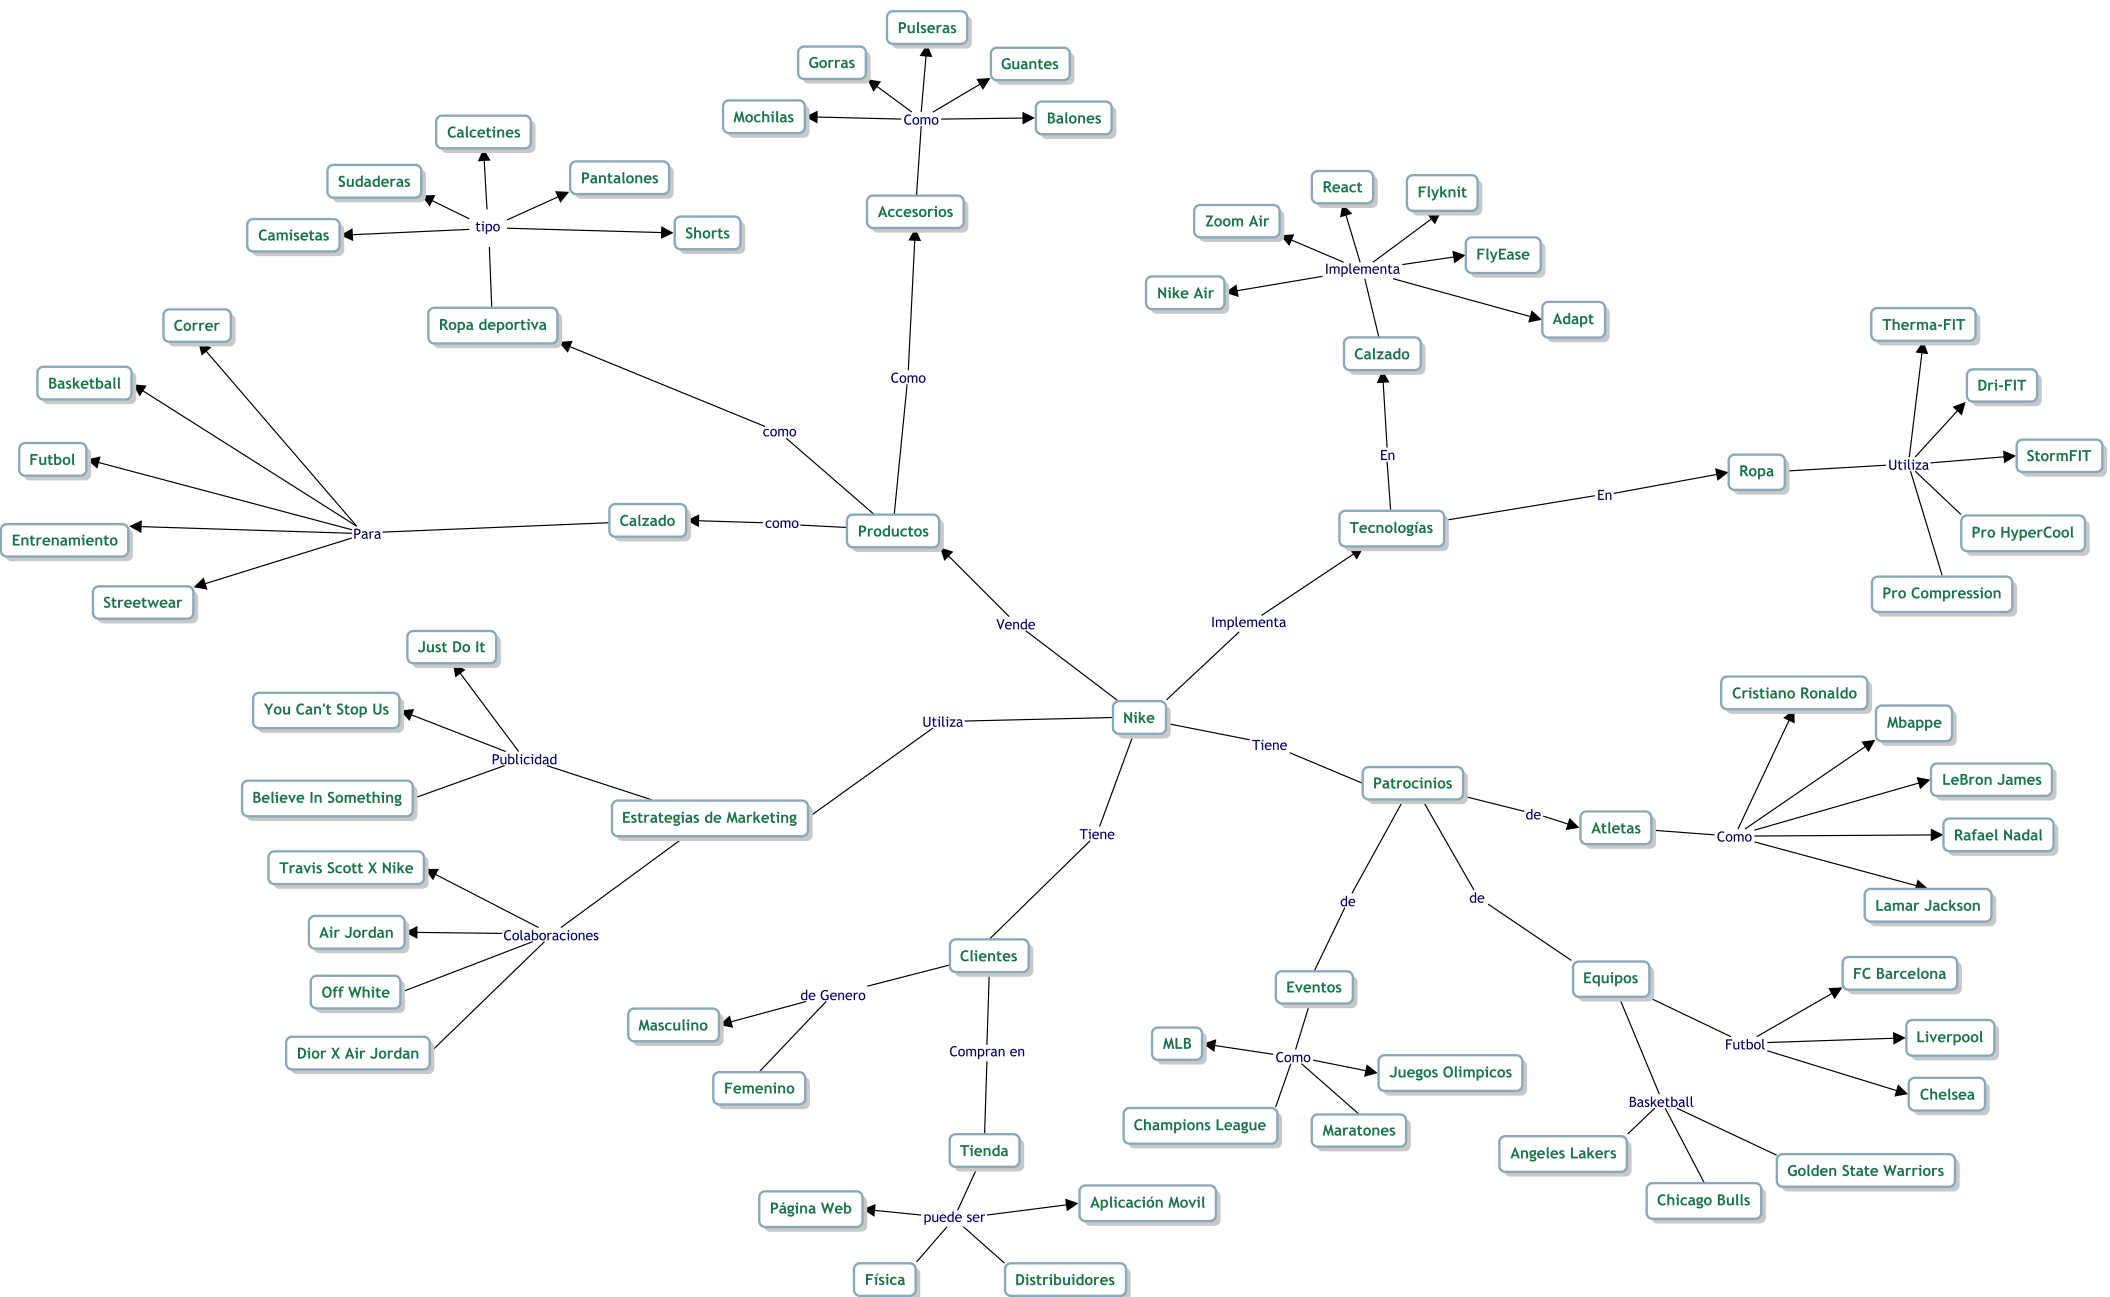 Pulseras
Gorras
Guantes
Mochilas
Como
Balones
Calcetines
Sudaderas
Pantalones
Camisetas
tipo
Shorts
Accesorios
React
Flyknit
Zoom Air
FlyEase
Implementa
Nike Air
Adapt
Calzado
Correr
Ropa deportiva
Therma-FIT
Basketball
Como
Dri-FIT
como
Futbol
En
StormFIT
Ropa
Utiliza
En
Entrenamiento
Para
Calzado
como
Productos
Tecnologías
Pro HyperCool
Streetwear
Pro Compression
Vende
Implementa
Just Do It
You Can't Stop Us
Publicidad
Believe In Something
Estrategias de Marketing
Utiliza
Nike
Tiene
Cristiano Ronaldo
Mbappe
LeBron James
Patrocinios
de
Atletas
Como
Rafael Nadal
Lamar Jackson
Travis Scott X Nike
Air Jordan
Colaboraciones
Off White
Dior X Air Jordan
Tiene
Clientes
de Genero
Masculino
Femenino
Compran en
Tienda
Página Web
puede ser
Aplicación Movil
Física
Distribuidores
de
de
Eventos
MLB
Como
Juegos Olimpicos
Champions League
Maratones
Equipos
FC Barcelona
Futbol
Liverpool
Chelsea
Basketball
Angeles Lakers
Chicago Bulls
Golden State Warriors